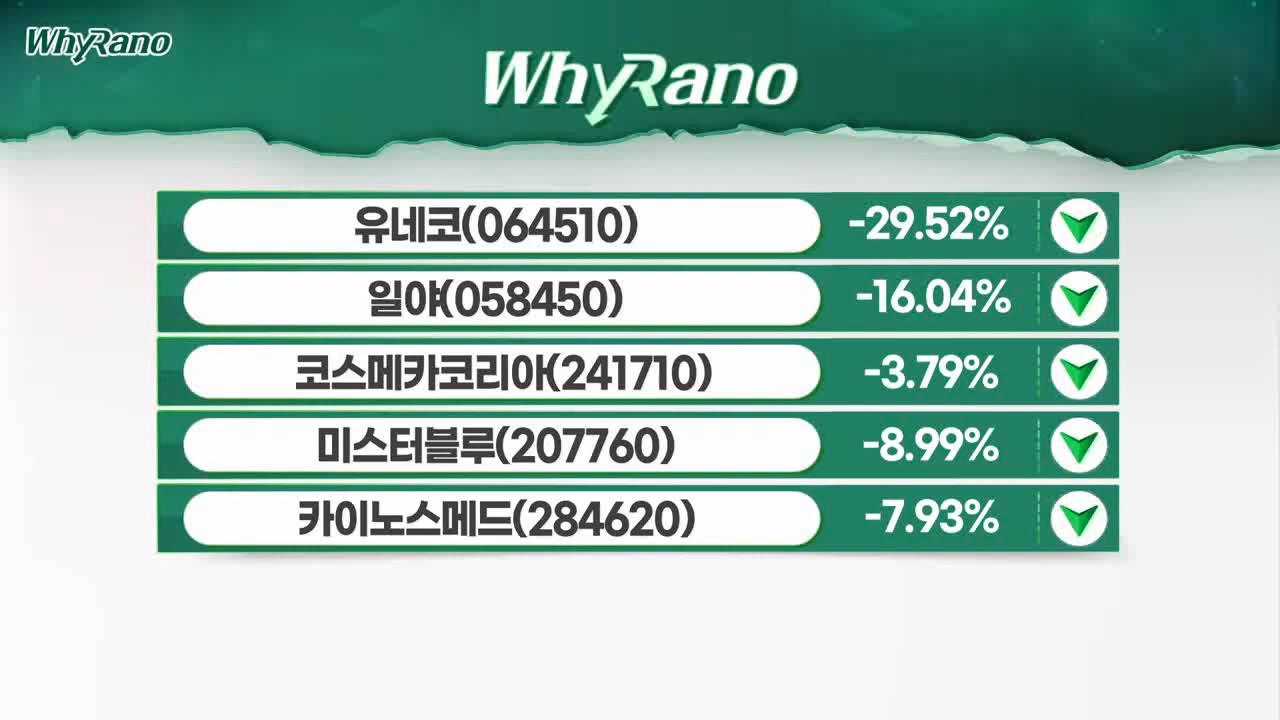 WhyRano
WhyRano
유네코(064510) -29.52%
일야(058450) -16.04%
코스메카코리아(241710) -3.79%
미스터블루(207760) -8.99%
카이노스메드(284620) -7.93%